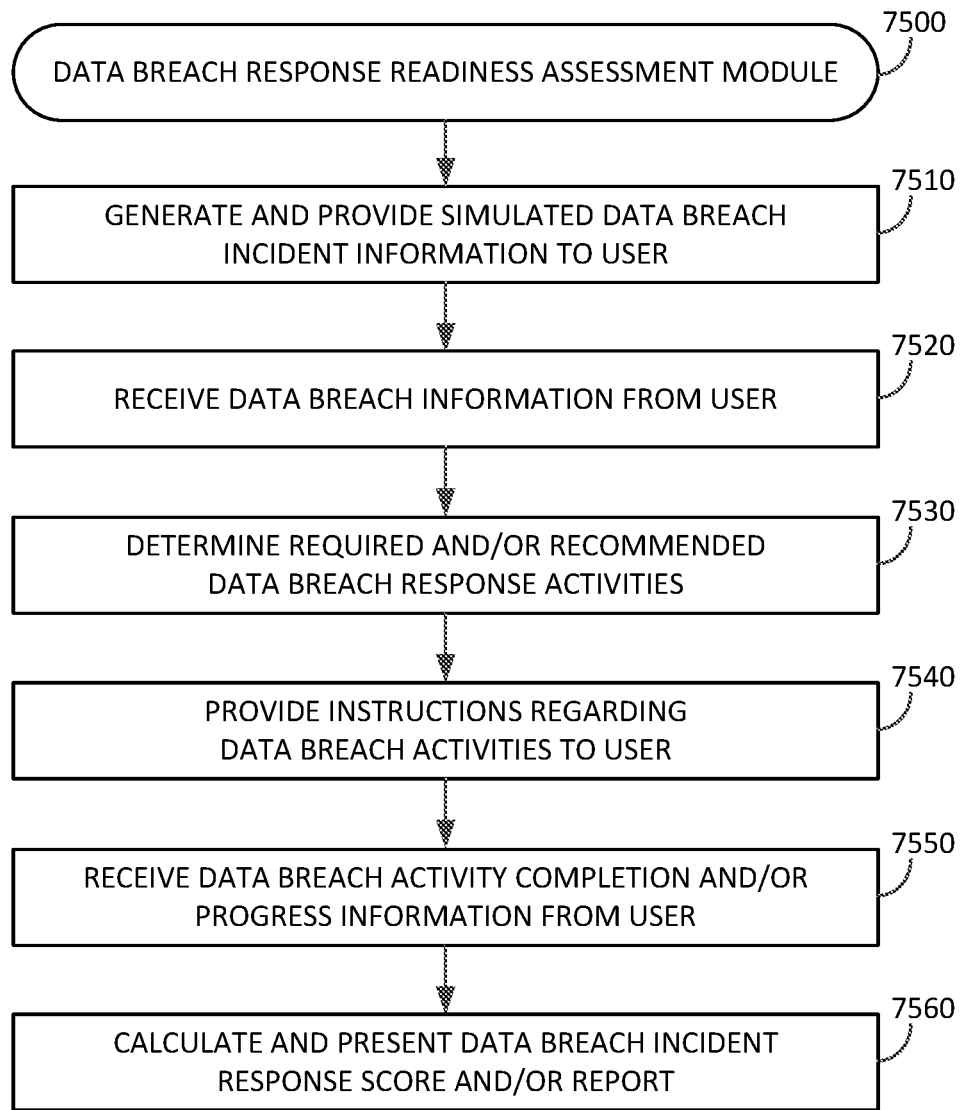 7500
DATA BREACH RESPONSE READINESS ASSESSMENT MODULE
7510
GENERATE AND PROVIDE SIMULATED DATA BREACH
INCIDENT INFORMATION TO USER
7520
RECEIVE DATA BREACH INFORMATION FROM USER
7530
DETERMINE REQUIRED AND/OR RECOMMENDED
DATA BREACH RESPONSE ACTIVITIES
7540
PROVIDE INSTRUCTIONS REGARDING
DATA BREACH ACTIVITIES TO USER
7550
RECEIVE DATA BREACH ACTIVITY COMPLETION AND/OR
PROGRESS INFORMATION FROM USER
7560
CALCULATE AND PRESENT DATA BREACH INCIDENT
RESPONSE SCORE AND/OR REPORT